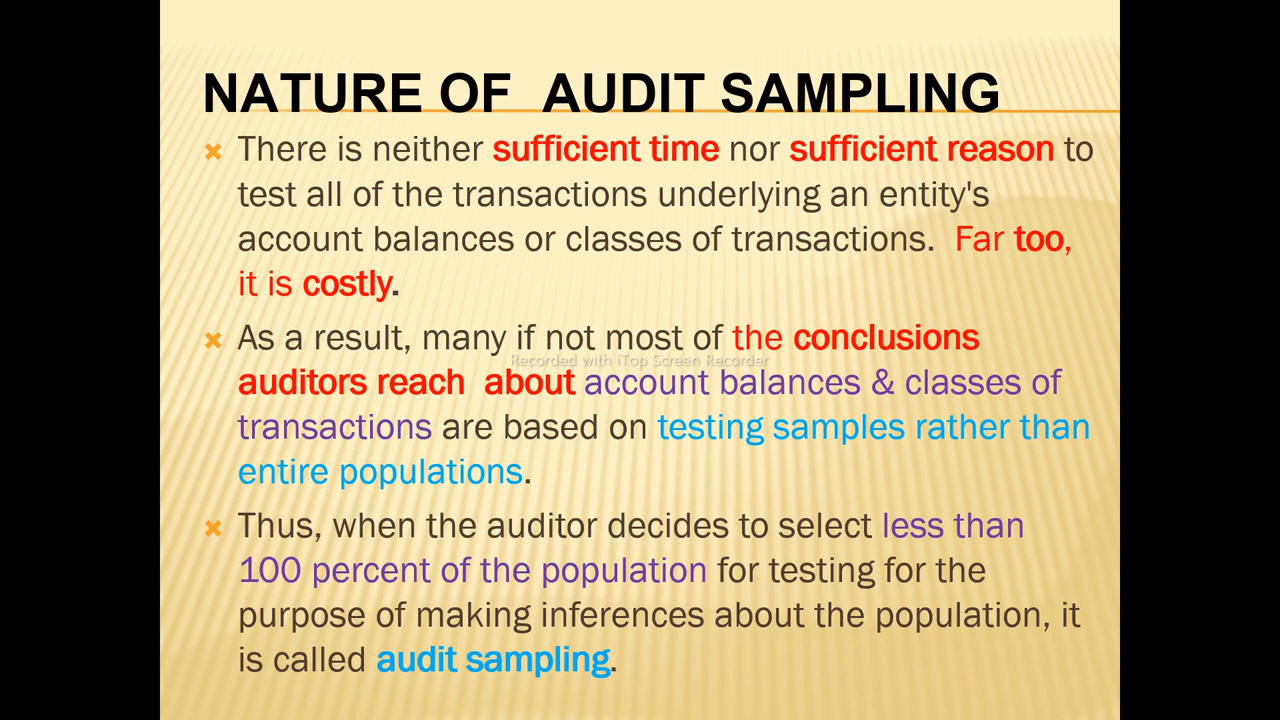 NATURE OF  AUDIT SAMPLING
There is neither sufficient time nor sufficient reason to
test all of the transactions underlying an entity's
account balances or classes of transactions.  Far too,
it is costly.
As a result, many if not most of the conclusions
Recorded with iTop Screen Recorder
auditors reach  about account balances & classes of
transactions are based on testing samples rather than
entire populations.
Thus, when the auditor decides to select less than
100 percent of the population for testing for the
purpose of making inferences about the population, it
is called audit sampling.